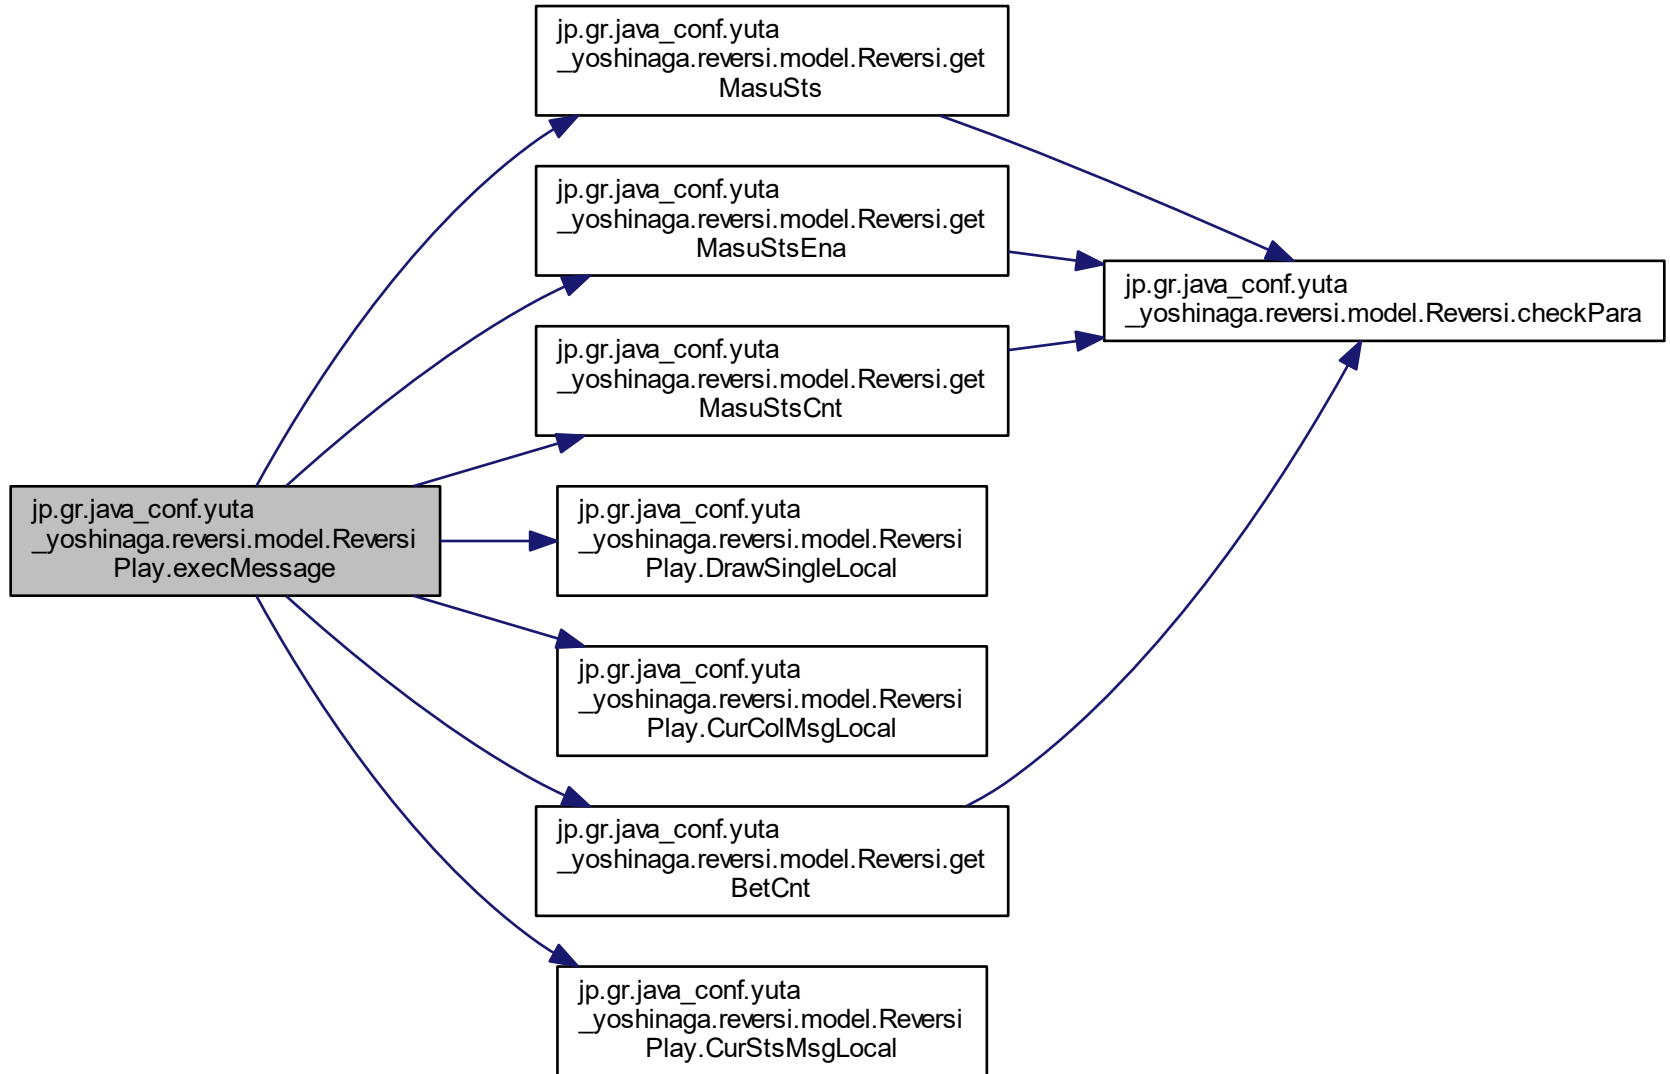 jp.gr.java_conf.yuta
_yoshinaga.reversi.model.Reversi.get
MasuSts
jp.gr.java_conf.yuta
_yoshinaga.reversi.model.Reversi.get
MasuStsEna
jp.gr.java_conf.yuta
_yoshinaga.reversi.model.Reversi.checkPara
jp.gr.java_conf.yuta
_yoshinaga.reversi.model.Reversi.get
MasuStsCnt
jp.gr.java_conf.yuta
_yoshinaga.reversi.model.Reversi
Play.execMessage
jp.gr.java_conf.yuta
_yoshinaga.reversi.model.Reversi
Play.DrawSingleLocal
jp.gr.java_conf.yuta
_yoshinaga.reversi.model.Reversi
Play.CurColMsgLocal
jp.gr.java_conf.yuta
_yoshinaga.reversi.model.Reversi.get
BetCnt
jp.gr.java_conf.yuta
_yoshinaga.reversi.model.Reversi
Play.CurStsMsgLocal